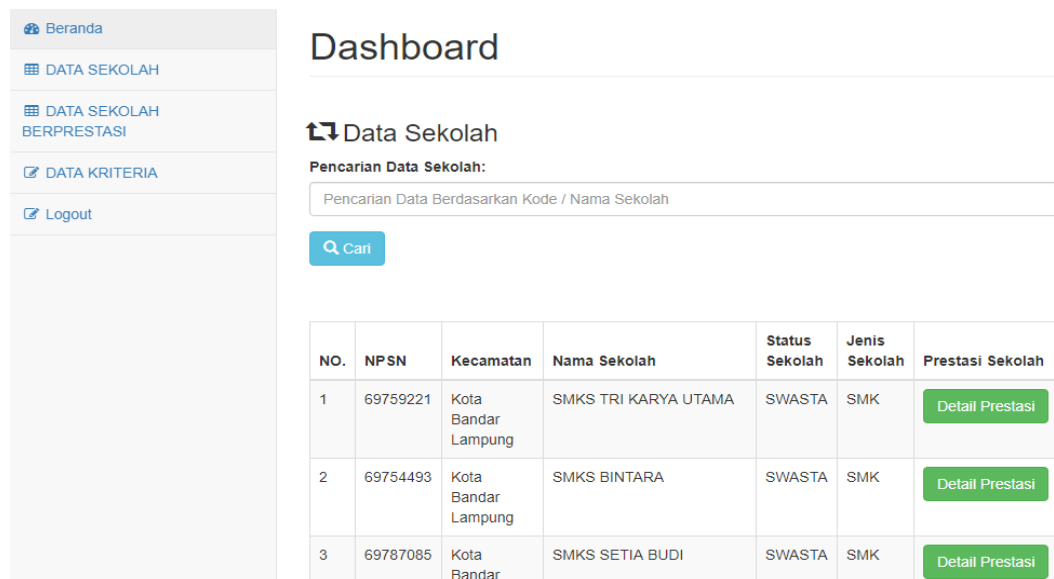 Beranda
DATA SEKOLAH
DATA SEKOLAH
BERPRESTASI
DATA KRITERIA
Logout
Dashboard
Data Sekolah
Pencarian Data Sekolah:
Pencarian Data Berdasarkan Kode / Nama Sekolah
Cari
NO. NPSN Kecamatan Nama Sekolah Status Sekolah Jenis Sekolah Prestasi Sekolah
1 69759221 Kota Bandar Lampung SMKS TRI KARYA UTAMA SWASTA SMK Detail Prestasi
2 69754493 Kota Bandar Lampung SMKS BINTARA SWASTA SMK Detail Prestasi
3 69787085 Kota Bandar SMKS SETIA BUDI SWASTA SMK Detail Prestasi